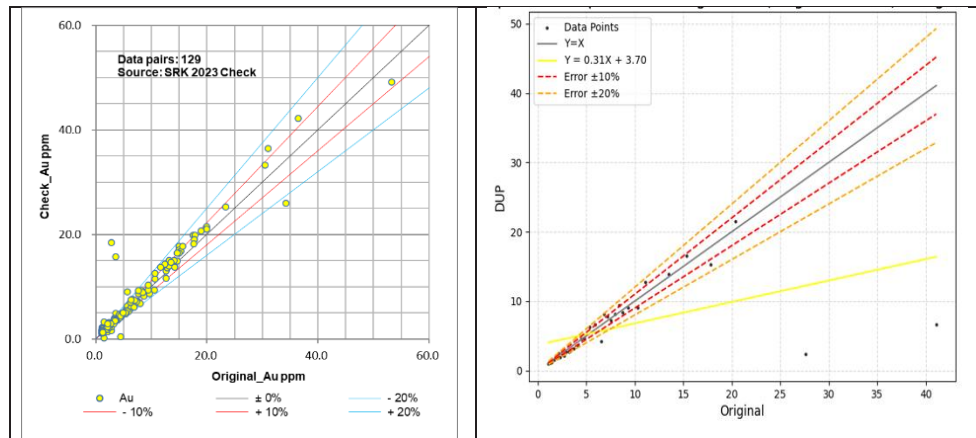 60.0
Data pairs: 129
Source: SRK 2023 Check
40.0
Check_Au ppm
20.0
0.0
0.0 20.0 40.0 60.0
Original_Au ppm
Au ± 0% - 20%
- 10% + 10% + 20%
50
Data Points
Y=X
Y = 0.31X + 3.70
Error ±10%
Error ±20%
40
30
DUP
20
10
0
0 5 10 15 20 25 30 35 40
Original